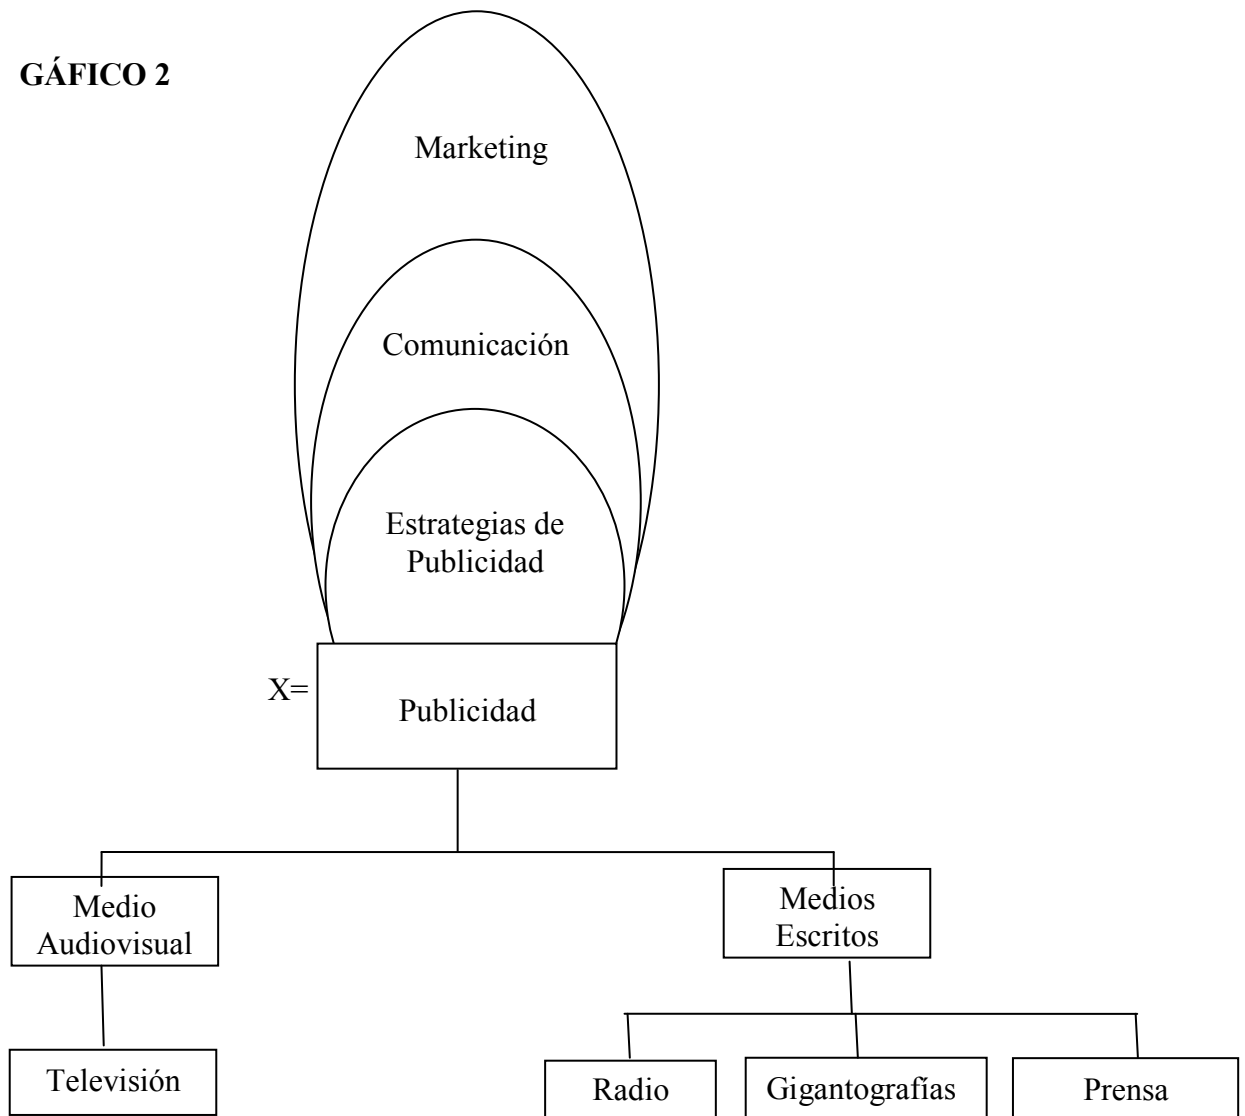 GÁFICO 2
Marketing
Comunicación
Estrategias de
Publicidad
X=
Publicidad
Medio
Audiovisual
Medios
Escritos
Televisión
Radio
Gigantografías
Prensa